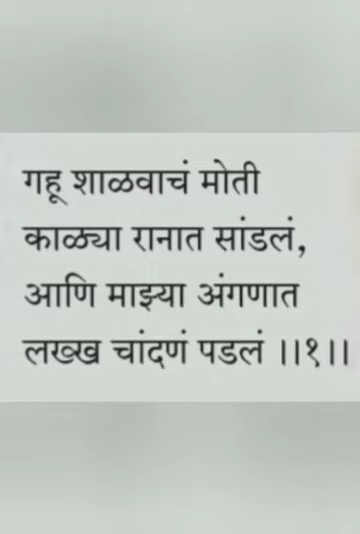 गहू शाळवाचं मोती
काळ्या रानात सांडलं,
आणि माझ्या अंगणात
लख्ख चांदणं पडलं ।।१।।